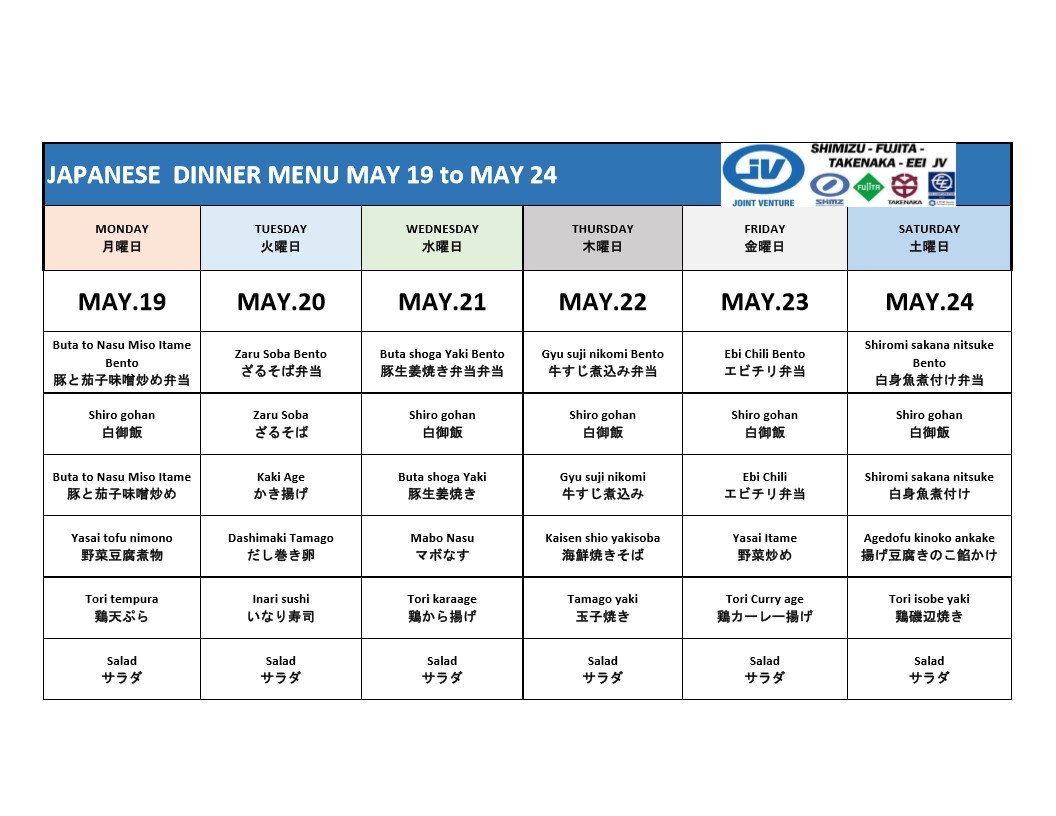 JAPANESE  DINNER MENU MAY 19 to MAY 24
JV
JOINT VENTURE
SHIMIZU - FUJITA -
TAKENAKA - EEI JV
SHMZ
FUJITA
TAKENAKA
MONDAY
月曜日
TUESDAY
火曜日
WEDNESDAY
水曜日
THURSDAY
木曜日
FRIDAY
金曜日
SATURDAY
土曜日
MAY.19
MAY.20
MAY.21
MAY.22
MAY.23
MAY.24
Buta to Nasu Miso Itame
Bento
豚と茄子味噌炒め弁当
Zaru Soba Bento
ざるそば弁当
Buta shoga Yaki Bento
豚生姜焼き弁当弁当
Gyu suji nikomi Bento
牛すじ煮込み弁当
Ebi Chili Bento
エビチリ弁当
Shiromi sakana nitsuke
Bento
白身魚煮付け弁当
Shiro gohan
白御飯
Zaru Soba
ざるそば
Shiro gohan
白御飯
Shiro gohan
白御飯
Shiro gohan
白御飯
Shiro gohan
白御飯
Buta to Nasu Miso Itame
豚と茄子味噌炒め
Kaki Age
かき揚げ
Buta shoga Yaki
豚生姜焼き
Gyu suji nikomi
牛すじ煮込み
Ebi Chili
エビチリ弁当
Shiromi sakana nitsuke
白身魚煮付け
Yasai tofu nimono
野菜豆腐煮物
Dashimaki Tamago
だし巻き卵
Mabo Nasu
マボなす
Kaisen shio yakisoba
海鮮焼きそば
Yasai Itame
野菜炒め
Agedofu kinoko ankake
揚げ豆腐きのこ餡かけ
Tori tempura
鶏天ぷら
Inari sushi
いなり寿司
Tori karaage
鶏から揚げ
Tamago yaki
玉子焼き
Tori Curry age
鶏カーレー揚げ
Tori isobe yaki
鶏磯辺焼き
Salad
サラダ
Salad
サラダ
Salad
サラダ
Salad
サラダ
Salad
サラダ
Salad
サラダ